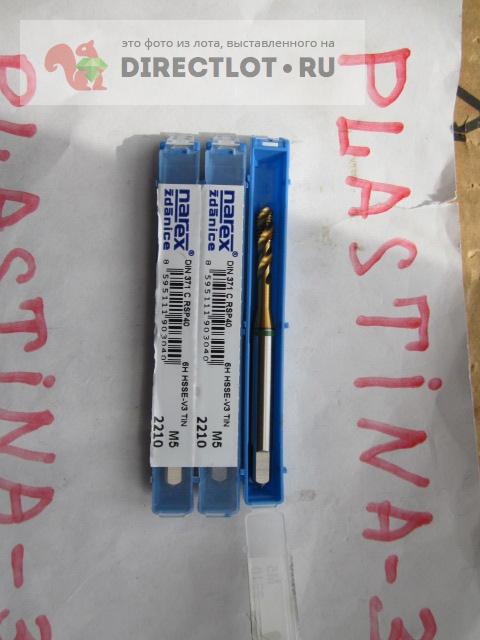 это фото из лота, выставленного на
DIRECTLOT.RU
PLASTiNA-3
PLASTiNA-3
narex®
ždánice
DIN 371 C RSP40
8 595111 903040
6H HSSE-V3 TIN
M5
2210
narex®
ždánice
DIN 371 C RSP40
8 595111 903040
6H HSSE-V3 TIN
M5
2210